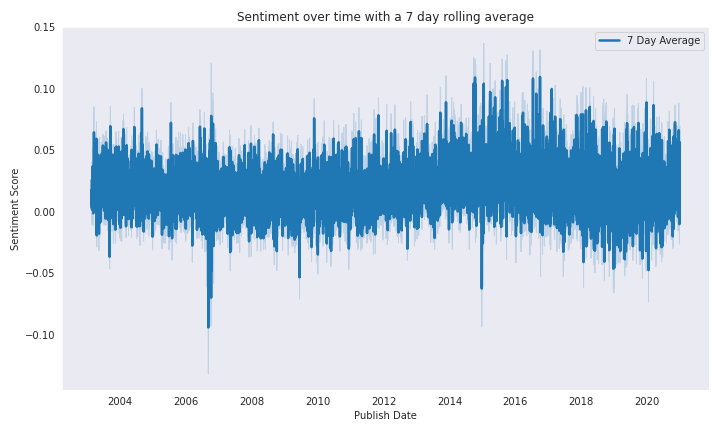 Sentiment over time with a 7 day rolling average
7 Day Average
0.15
0.10
0.05
0.00
−0.05
−0.10
Sentiment Score
2004 2006 2008 2010 2012 2014 2016 2018 2020
Publish Date